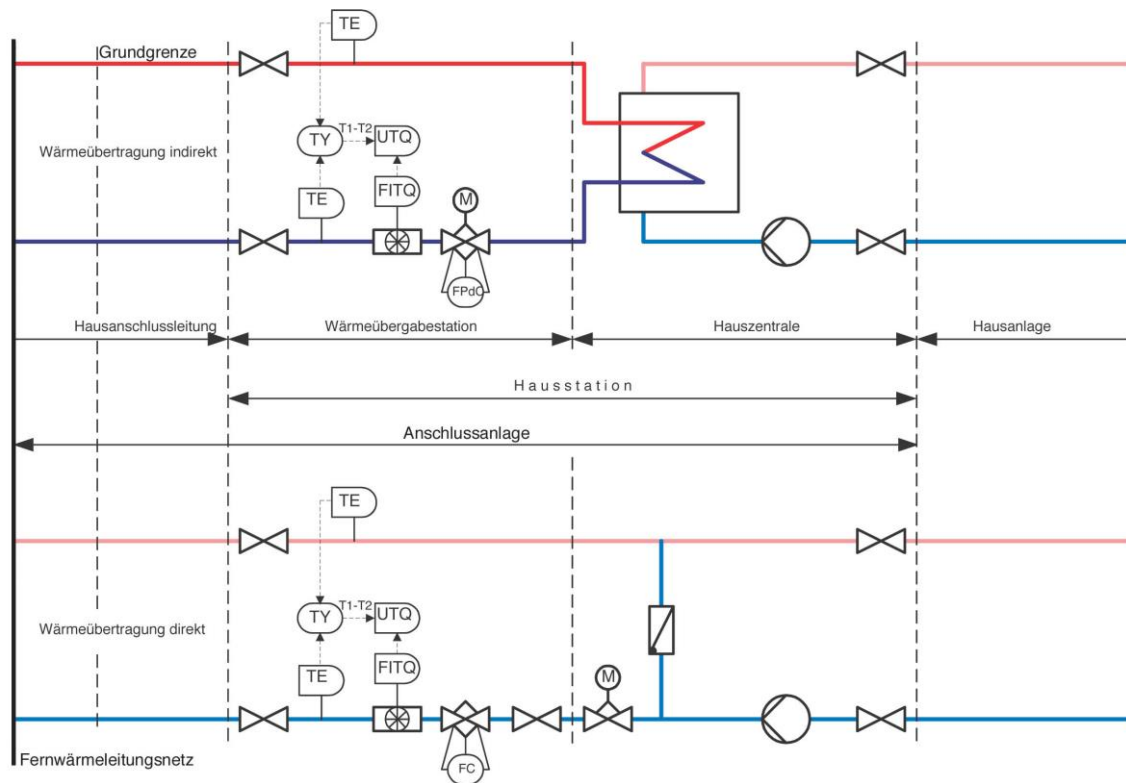 TE
Grundgrenze
T1-T2
TY
UTQ
Wärmeübertragung indirekt
TE
FITQ
M
FPdC
Hausanschlussleitung
Wärmeübergabestation
Hauszentrale
Hausanlage
Hausstation
Anschlussanlage
TE
T1-T2
TY
UTQ
Wärmeübertragung direkt
TE
FITQ
M
FC
Fernwärmeleitungsnetz